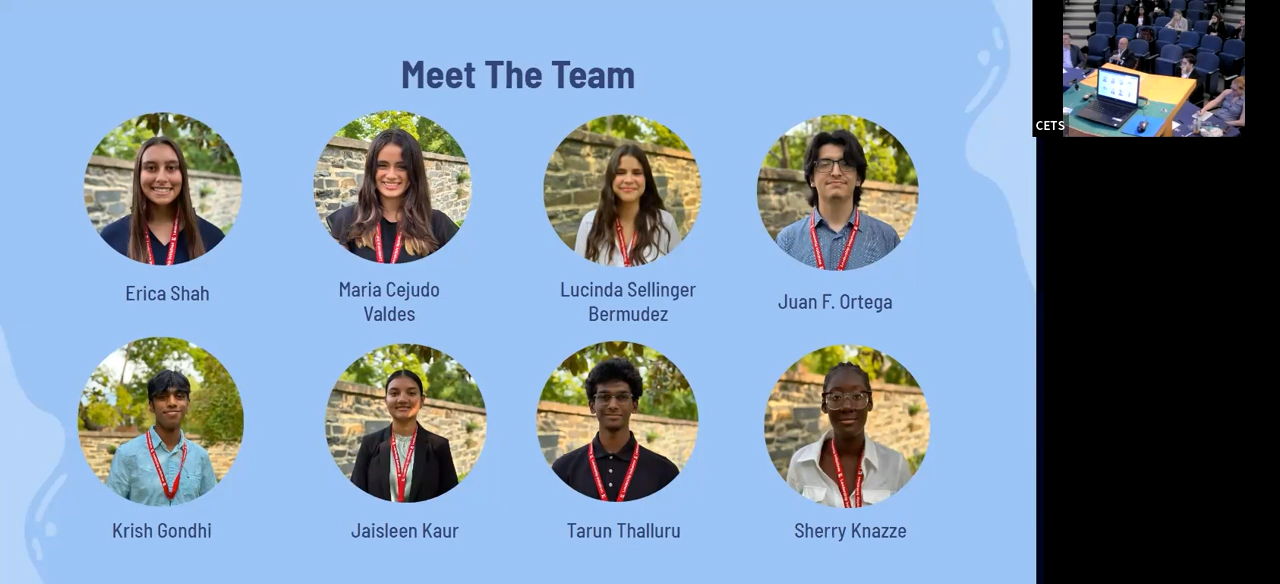 Meet The Team
CETS
Erica Shah
Maria Cejudo
Valdes
Lucinda Sellinger
Bermudez
Juan F. Ortega
Krish Gondhi
Jaisleen Kaur
Tarun Thalluru
Sherry Knazze